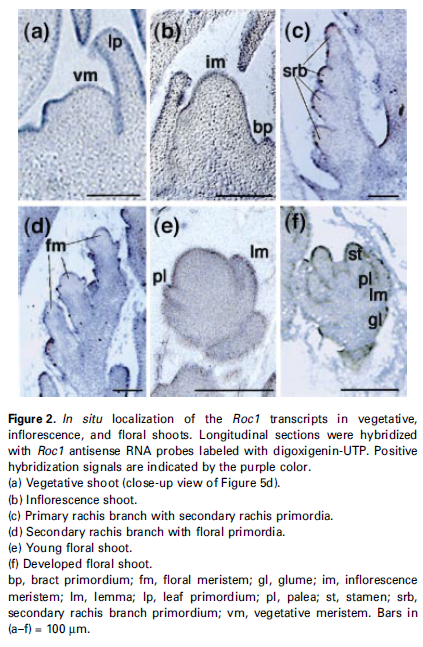 (a)
lp
vm
(b)
im
bp
(c)
srb
(d)
fm
(e)
pl
lm
(f)
st
pl
lm
gl
Figure 2. In situ localization of the Roc1 transcripts in vegetative,
inflorescence, and floral shoots. Longitudinal sections were hybridized
with Roc1 antisense RNA probes labeled with digoxigenin-UTP. Positive
hybridization signals are indicated by the purple color.
(a) Vegetative shoot (close-up view of Figure 5d).
(b) Inflorescence shoot.
(c) Primary rachis branch with secondary rachis primordia.
(d) Secondary rachis branch with floral primordia.
(e) Young floral shoot.
(f) Developed floral shoot.
bp, bract primordium; fm, floral meristem; gl, glume; im, inflorescence
meristem; lm, lemma; lp, leaf primordium; pl, palea; st, stamen; srb,
secondary rachis branch primordium; vm, vegetative meristem. Bars in
(a–f) = 100 μm.